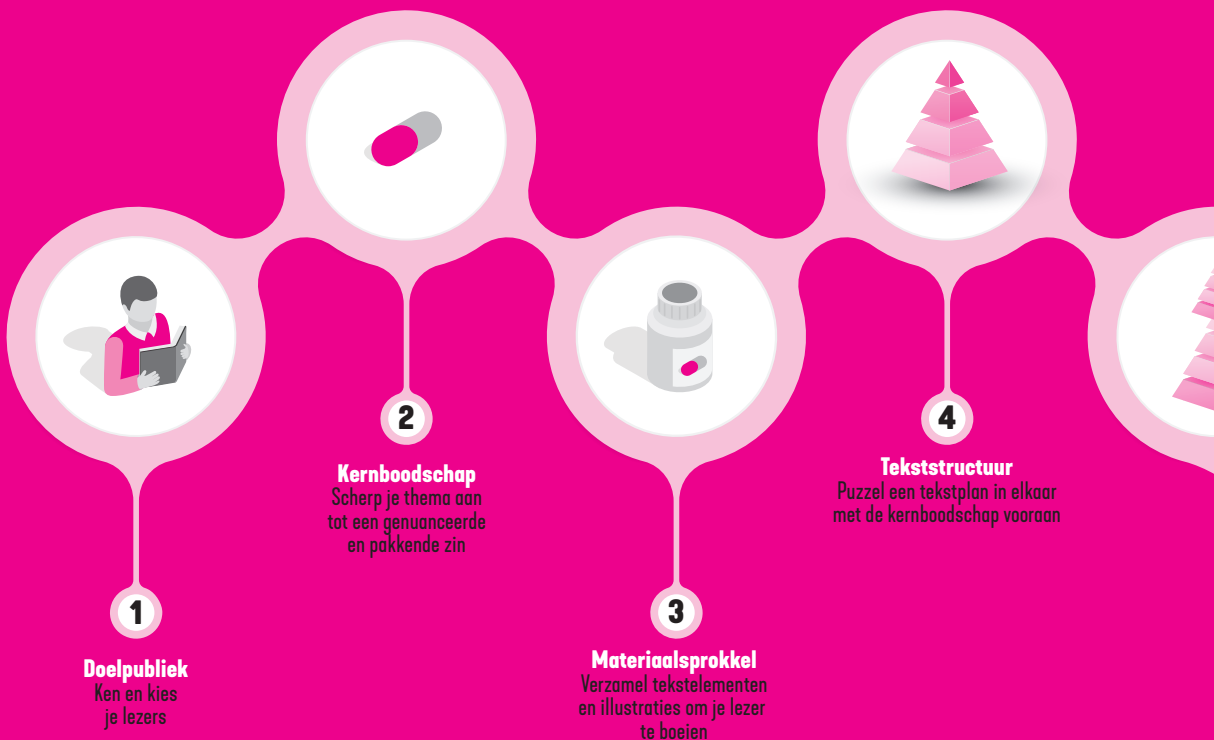 1
Doelpubliek
Ken en kies
je lezers
2
Kernboodschap
Scherp je thema aan
tot een genuanceerde
en pakkende zin
3
Materiaalsprokkel
Verzamel tekstelementen
en illustraties om je lezer
te boeien
4
Tekststructuur
Puzzel een tekstplan in elkaar
met de kernboodschap vooraan